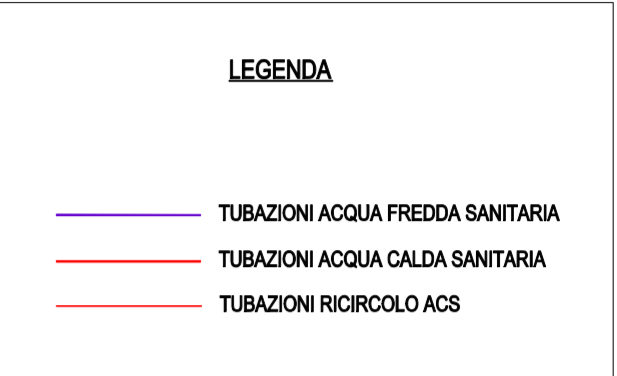 LEGENDA
TUBAZIONI ACQUA FREDDA SANITARIA
TUBAZIONI ACQUA CALDA SANITARIA
TUBAZIONI RICIRCOLO ACS